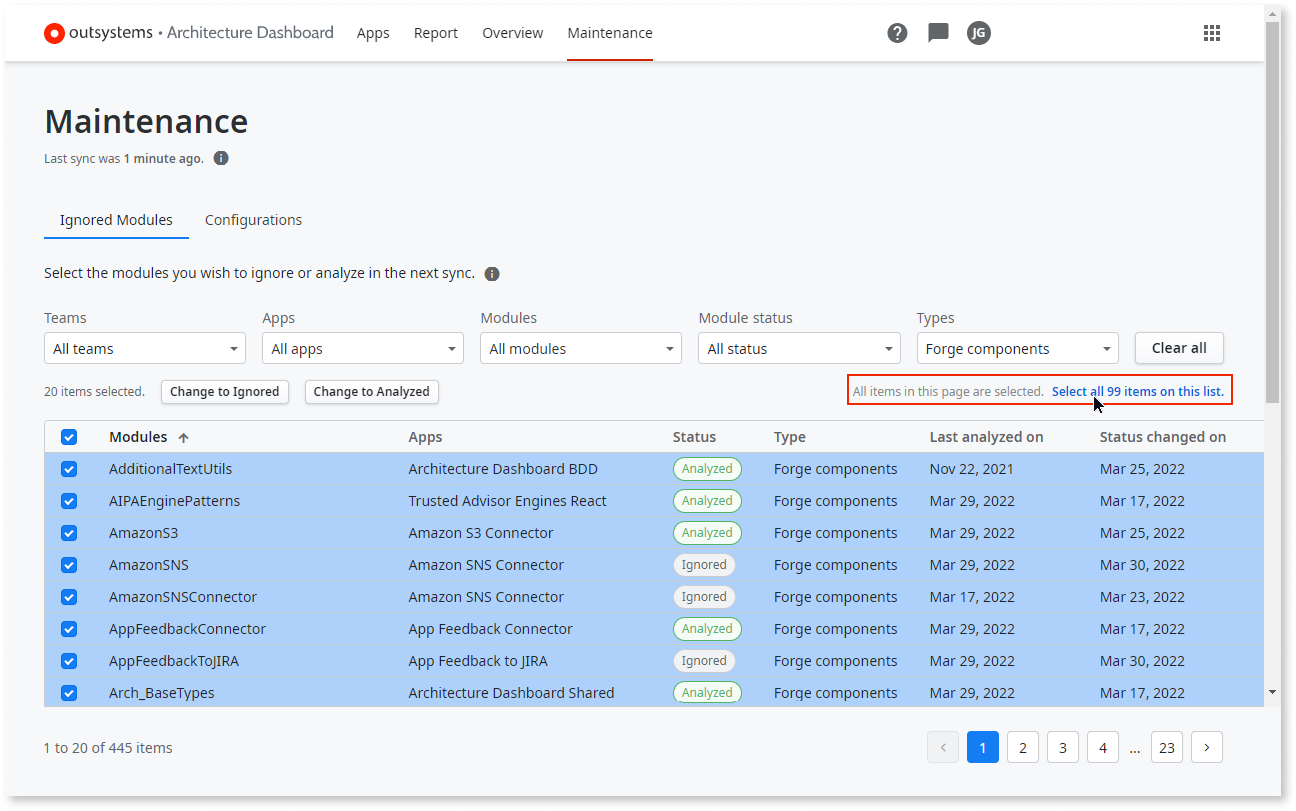 outsystems • Architecture Dashboard Apps Report Overview Maintenance ? JG
Maintenance
Last sync was 1 minute ago. i
Ignored Modules Configurations
Select the modules you wish to ignore or analyze in the next sync. i
Teams Apps Modules Module status Types
All teams All apps All modules All status Forge components Clear all
20 items selected. Change to Ignored Change to Analyzed All items in this page are selected. Select all 99 items on this list.
Modules Apps Status Type Last analyzed on Status changed on
AdditionalTextUtils Architecture Dashboard BDD Analyzed Forge components Nov 22, 2021 Mar 25, 2022
AIPAEnginePatterns Trusted Advisor Engines React Analyzed Forge components Mar 29, 2022 Mar 17, 2022
AmazonS3 Amazon S3 Connector Analyzed Forge components Mar 29, 2022 Mar 25, 2022
AmazonSNS Amazon SNS Connector Ignored Forge components Mar 29, 2022 Mar 30, 2022
AmazonSNSConnector Amazon SNS Connector Ignored Forge components Mar 17, 2022 Mar 23, 2022
AppFeedbackConnector App Feedback Connector Analyzed Forge components Mar 29, 2022 Mar 17, 2022
AppFeedbackToJIRA App Feedback to JIRA Ignored Forge components Mar 29, 2022 Mar 30, 2022
Arch_BaseTypes Architecture Dashboard Shared Analyzed Forge components Mar 29, 2022 Mar 17, 2022
1 to 20 of 445 items < 1 2 3 4 ... 23 >